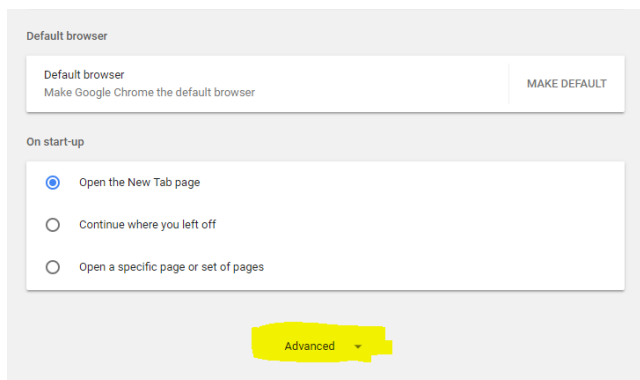 Default browser
Default browser
Make Google Chrome the default browser
MAKE DEFAULT
On start-up
Open the New Tab page
Continue where you left off
Open a specific page or set of pages
Advanced